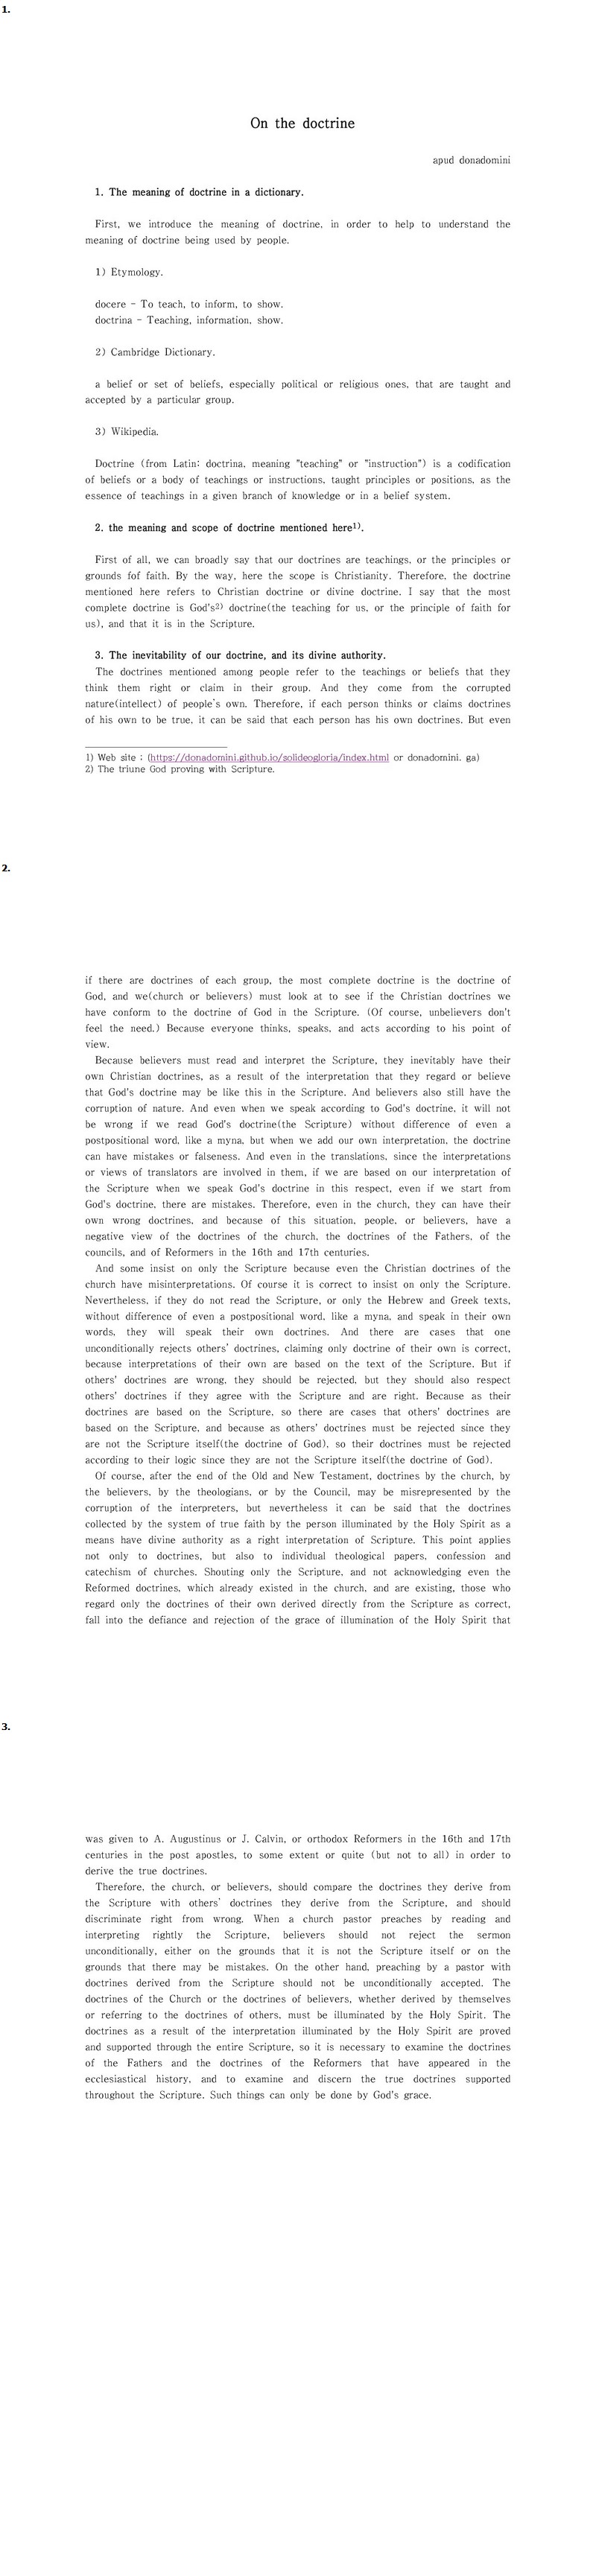 1.
On the doctrine
apud donadomini
1. The meaning of doctrine in a dictionary.
First, we introduce the meaning of doctrine, in order to help to understand the
meaning of doctrine being used by people.
1) Etymology.
docere - To teach, to inform, to show.
doctrina - Teaching, information, show.
2) Cambridge Dictionary.
a belief or set of beliefs, especially political or religious ones, that are taught and
accepted by a particular group.
3) Wikipedia.
Doctrine (from Latin: doctrina, meaning "teaching" or "instruction") is a codification
of beliefs or a body of teachings or instructions, taught principles or positions, as the
essence of teachings in a given branch of knowledge or in a belief system.
2. the meaning and scope of doctrine mentioned here1).
First of all, we can broadly say that our doctrines are teachings, or the principles or
grounds fof faith. By the way, here the scope is Christianity. Therefore, the doctrine
mentioned here refers to Christian doctrine or divine doctrine. I say that the most
complete doctrine is God's2) doctrine(the teaching for us, or the principle of faith for
us), and that it is in the Scripture.
3. The inevitability of our doctrine, and its divine authority.
The doctrines mentioned among people refer to the teachings or beliefs that they
think them right or claim in their group. And they come from the corrupted
nature(intellect) of people's own. Therefore, if each person thinks or claims doctrines
of his own to be true, it can be said that each person has his own doctrines. But even
1) Web site : (https://donadomini.github.io/solideogloria/index.html or donadomini. ga)
2) The triune God proving with Scripture.
2.
if there are doctrines of each group, the most complete doctrine is the doctrine of
God, and we(church or believers) must look at to see if the Christian doctrines we
have conform to the doctrine of God in the Scripture. (Of course, unbelievers don't
feel the need.) Because everyone thinks, speaks, and acts according to his point of
view.
Because believers must read and interpret the Scripture, they inevitably have their
own Christian doctrines, as a result of the interpretation that they regard or believe
that God's doctrine may be like this in the Scripture. And believers also still have the
corruption of nature. And even when we speak according to God's doctrine, it will not
be wrong if we read God's doctrine(the Scripture) without difference of even a
postpositional word, like a myna, but when we add our own interpretation, the doctrine
can have mistakes or falseness. And even in the translations, since the interpretations
or views of translators are involved in them, if we are based on our interpretation of
the Scripture when we speak God's doctrine in this respect, even if we start from
God's doctrine, there are mistakes. Therefore, even in the church, they can have their
own wrong doctrines, and because of this situation, people, or believers, have a
negative view of the doctrines of the church, the doctrines of the Fathers, of the
councils, and of Reformers in the 16th and 17th centuries.
And some insist on only the Scripture because even the Christian doctrines of the
church have misinterpretations. Of course it is correct to insist on only the Scripture.
Nevertheless, if they do not read the Scripture, or only the Hebrew and Greek texts,
without difference of even a postpositional word, like a myna, and speak in their own
words, they will speak their own doctrines. And there are cases that one
unconditionally rejects others' doctrines, claiming only doctrine of their own is correct,
because interpretations of their own are based on the text of the Scripture. But if
others' doctrines are wrong, they should be rejected, but they should also respect
others' doctrines if they agree with the Scripture and are right. Because as their
doctrines are based on the Scripture, so there are cases that others' doctrines are
based on the Scripture, and because as others' doctrines must be rejected since they
are not the Scripture itself(the doctrine of God), so their doctrines must be rejected
according to their logic since they are not the Scripture itself(the doctrine of God).
Of course, after the end of the Old and New Testament, doctrines by the church, by
the believers, by the theologians, or by the Council, may be misrepresented by the
corruption of the interpreters, but nevertheless it can be said that the doctrines
collected by the system of true faith by the person illuminated by the Holy Spirit as a
means have divine authority as a right interpretation of Scripture. This point applies
not only to doctrines, but also to individual theological papers, confession and
catechism of churches. Shouting only the Scripture, and not acknowledging even the
Reformed doctrines, which already existed in the church, and are existing, those who
regard only the doctrines of their own derived directly from the Scripture as correct,
fall into the defiance and rejection of the grace of illumination of the Holy Spirit that
3.
was given to A. Augustinus or J. Calvin, or orthodox Reformers in the 16th and 17th
centuries in the post apostles, to some extent or quite (but not to all) in order to
derive the true doctrines.
Therefore, the church, or believers, should compare the doctrines they derive from
the Scripture with others' doctrines they derive from the Scripture, and should
discriminate right from wrong. When a church pastor preaches by reading and
interpreting rightly the Scripture, believers should not reject the sermon
unconditionally, either on the grounds that it is not the Scripture itself or on the
grounds that there may be mistakes. On the other hand, preaching by a pastor with
doctrines derived from the Scripture should not be unconditionally accepted. The
doctrines of the Church or the doctrines of believers, whether derived by themselves
or referring to the doctrines of others, must be illuminated by the Holy Spirit. The
doctrines as a result of the interpretation illuminated by the Holy Spirit are proved
and supported through the entire Scripture, so it is necessary to examine the doctrines
of the Fathers and the doctrines of the Reformers that have appeared in the
ecclesiastical history, and to examine and discern the true doctrines supported
throughout the Scripture. Such things can only be done by God's grace.